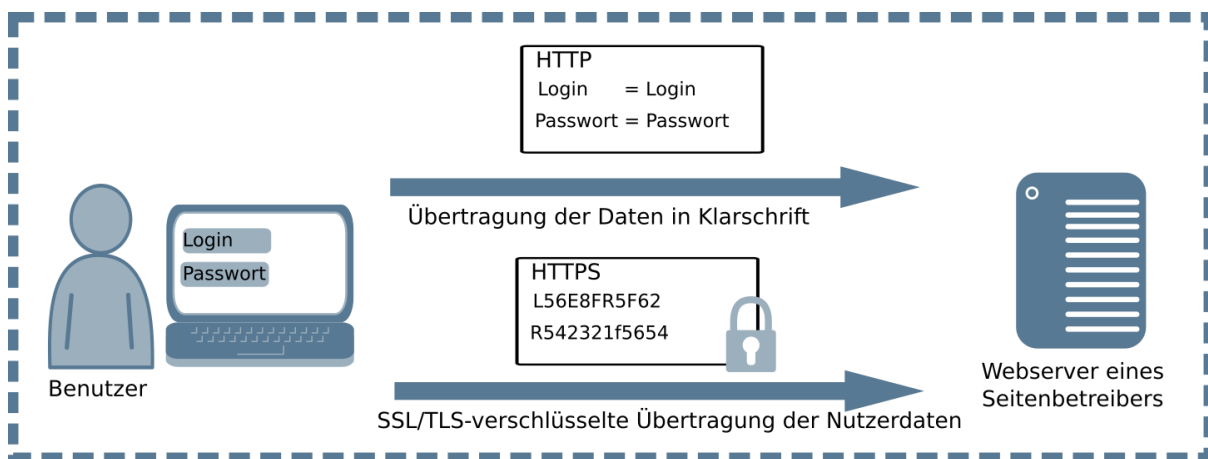 HTTP
Login = Login
Passwort = Passwort
Übertragung der Daten in Klarschrift
Login
Passwort
Benutzer
HTTPS
L56E8FR5F62
R542321f5654
SSL/TLS-verschlüsselte Übertragung der Nutzerdaten
Webserver eines
Seitenbetreibers